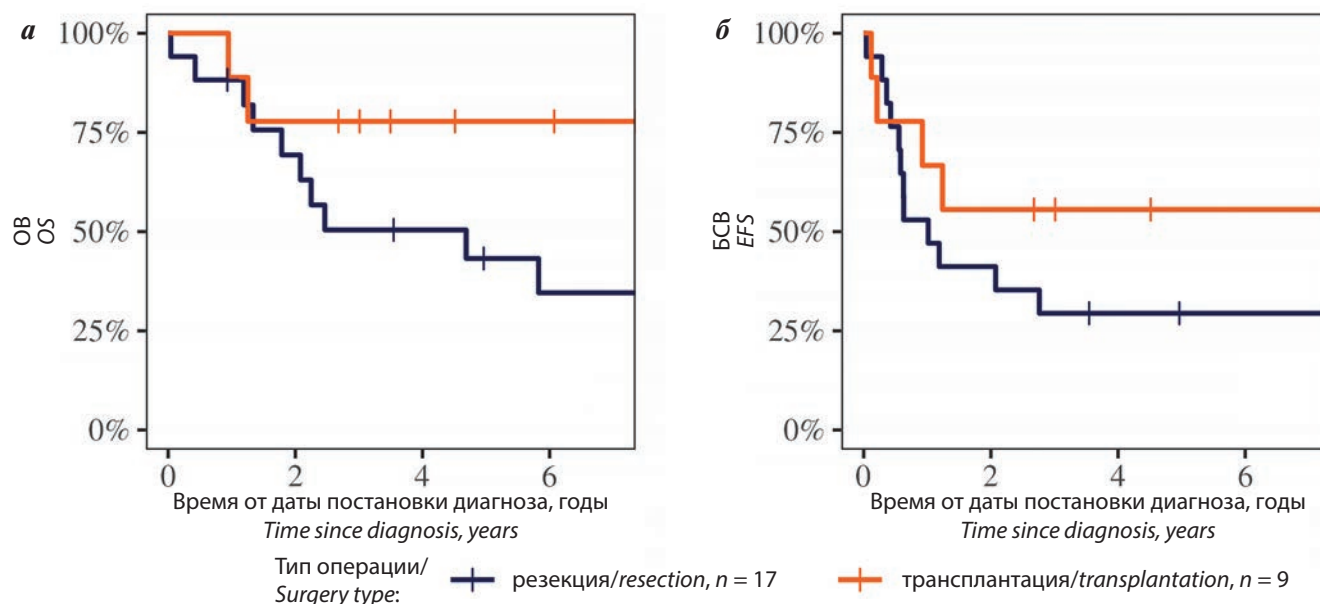 а
100%
75%
50%
25%
0%
ОВ
OS
0 2 4 6
Время от даты постановки диагноза, годы
Time since diagnosis, years
б
100%
75%
50%
25%
0%
БСВ
EFS
0 2 4 6
Время от даты постановки диагноза, годы
Time since diagnosis, years
Тип операции/
Surgery type:
резекция/resection, n = 17
трансплантация/transplantation, n = 9